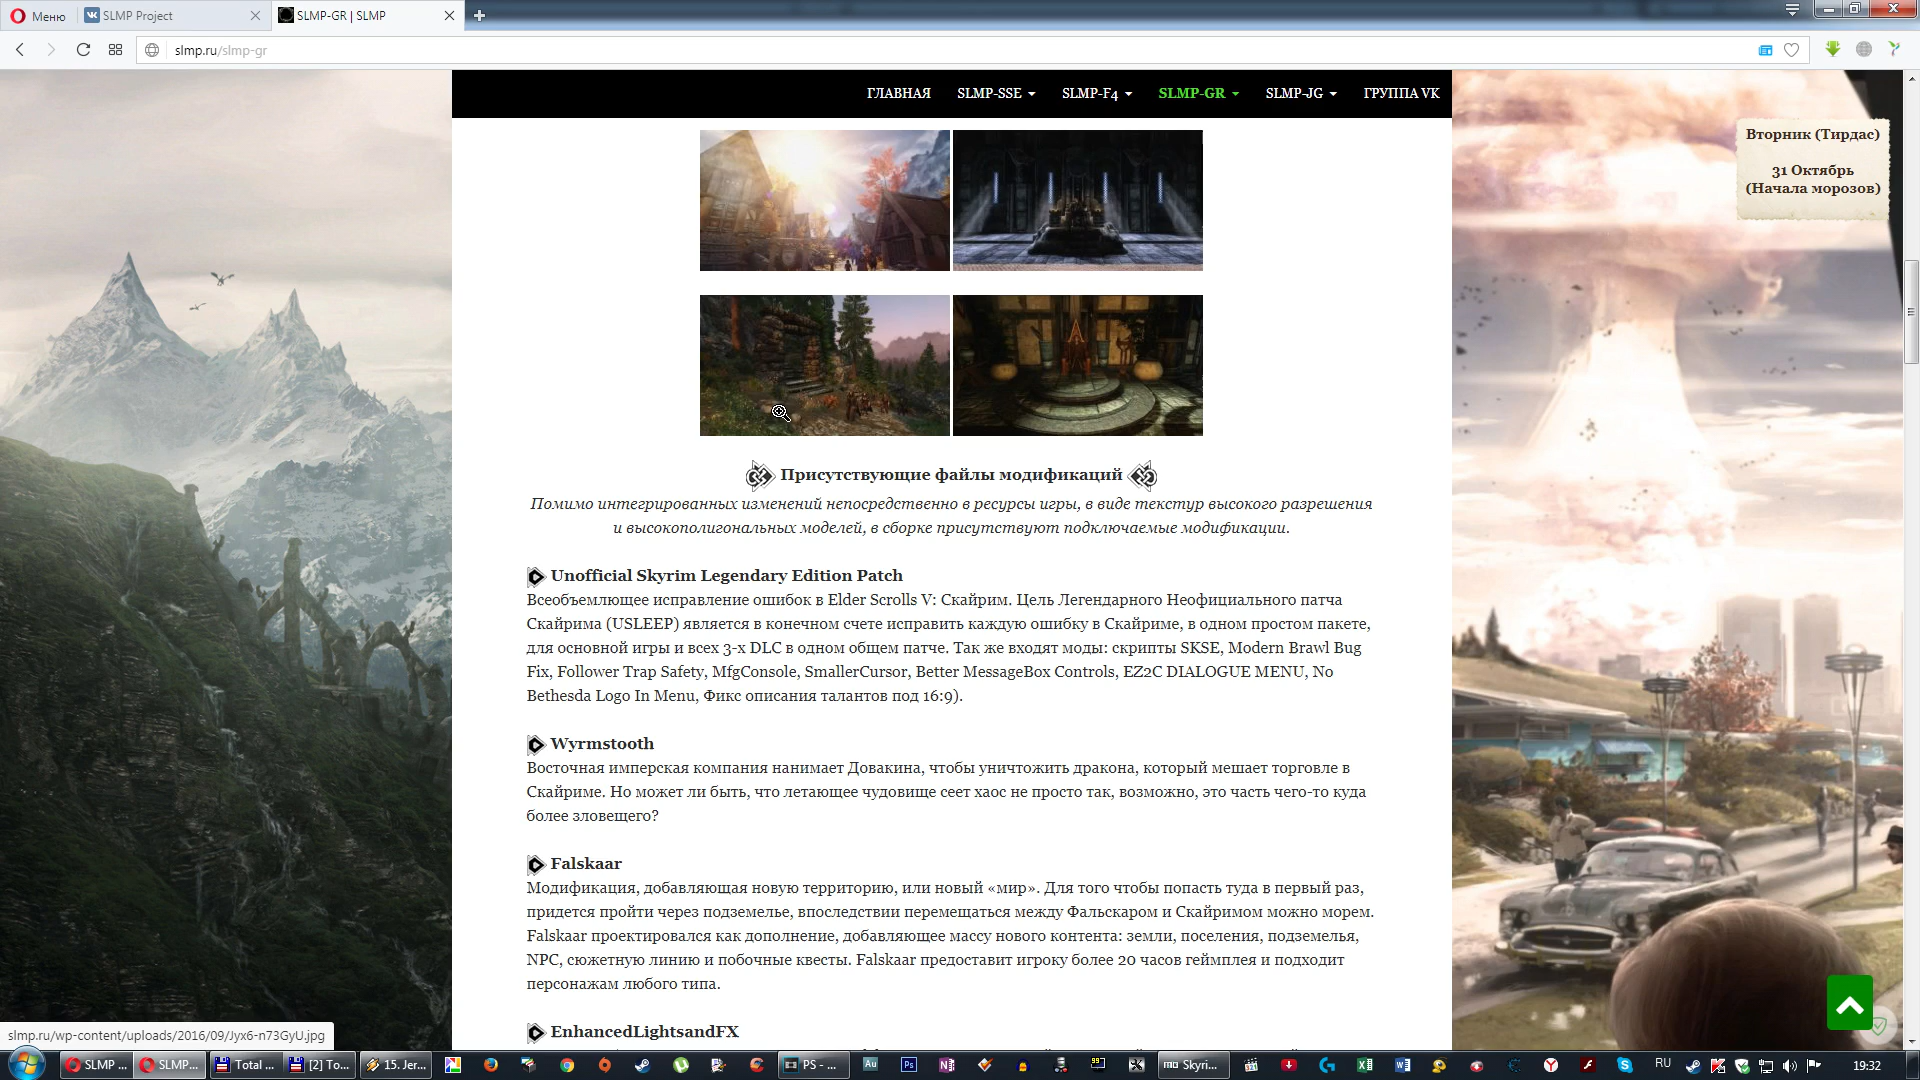 Меню
SLMP Project
SLMP-GR | SLMP
slmp.ru/slmp-gr
ГЛАВНАЯ
SLMP-SSE
SLMP-F4
SLMP-GR
SLMP-JG
ГРУППА VK
Вторник (Тирдас)
31 Октябрь
(Начала морозов)
Присутствующие файлы модификаций
Помимо интегрированных изменений непосредственно в ресурсы игры, в виде текстур высокого разрешения
и высокополигональных моделей, в сборке присутствуют подключаемые модификации.
Unofficial Skyrim Legendary Edition Patch
Всеобъемлющее исправление ошибок в Elder Scrolls V: Скайрим. Цель Легендарного Неофициального патча
Скайрима (USLEEP) является в конечном счете исправить каждую ошибку в Скайриме, в одном простом пакете,
для основной игры и всех 3-х DLC в одном общем патче. Так же входят моды: скрипты SKSE, Modern Brawl Bug
Fix, Follower Trap Safety, MfgConsole, SmallerCursor, Better MessageBox Controls, EZ2C DIALOGUE MENU, No
Bethesda Logo In Menu, Фикс описания талантов под 16:9).
Wyrmstooth
Восточная имперская компания нанимает Довакина, чтобы уничтожить дракона, который мешает торговле в
Скайриме. Но может ли быть, что летающее чудовище сеет хаос не просто так, возможно, это часть чего-то куда
более зловещего?
Falskaar
Модификация, добавляющая новую территорию, или новый «мир». Для того чтобы попасть туда в первый раз,
придется пройти через подземелье, впоследствии перемещаться между Фальскаром и Скайримом можно морем.
Falskaar проектировался как дополнение, добавляющее массу нового контента: земли, поселения, подземелья,
NPC, сюжетную линию и побочные квесты. Falskaar предоставит игроку более 20 часов геймплея и подходит
персонажам любого типа.
EnhancedLightsandFX
slmp.ru/wp-content/uploads/2016/09/Jyx6-n73GyU.jpg
SLMP ...
SLMP...
Total ...
[2] To...
15. Jer...
PS - ...
Skyri...
RU
19:32